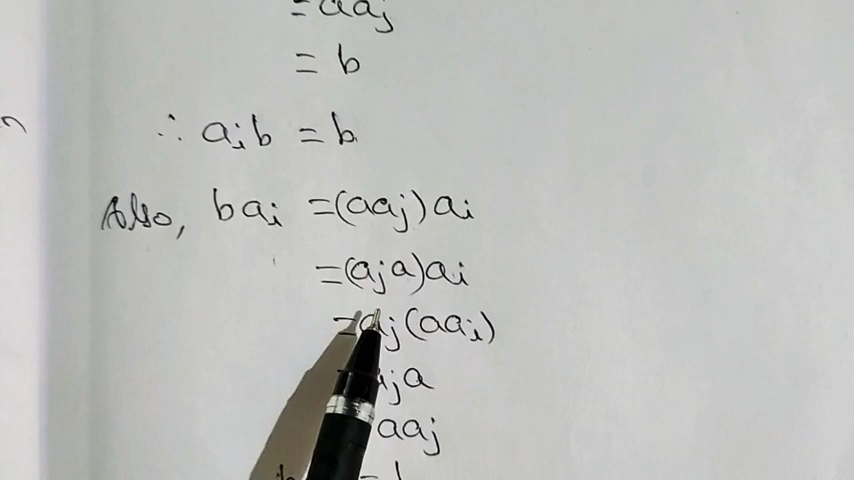 = aaj
= b
∴ aib = b
Also, bai = (aaj)ai
= (aja)ai
= aj(aai)
aja
aaj